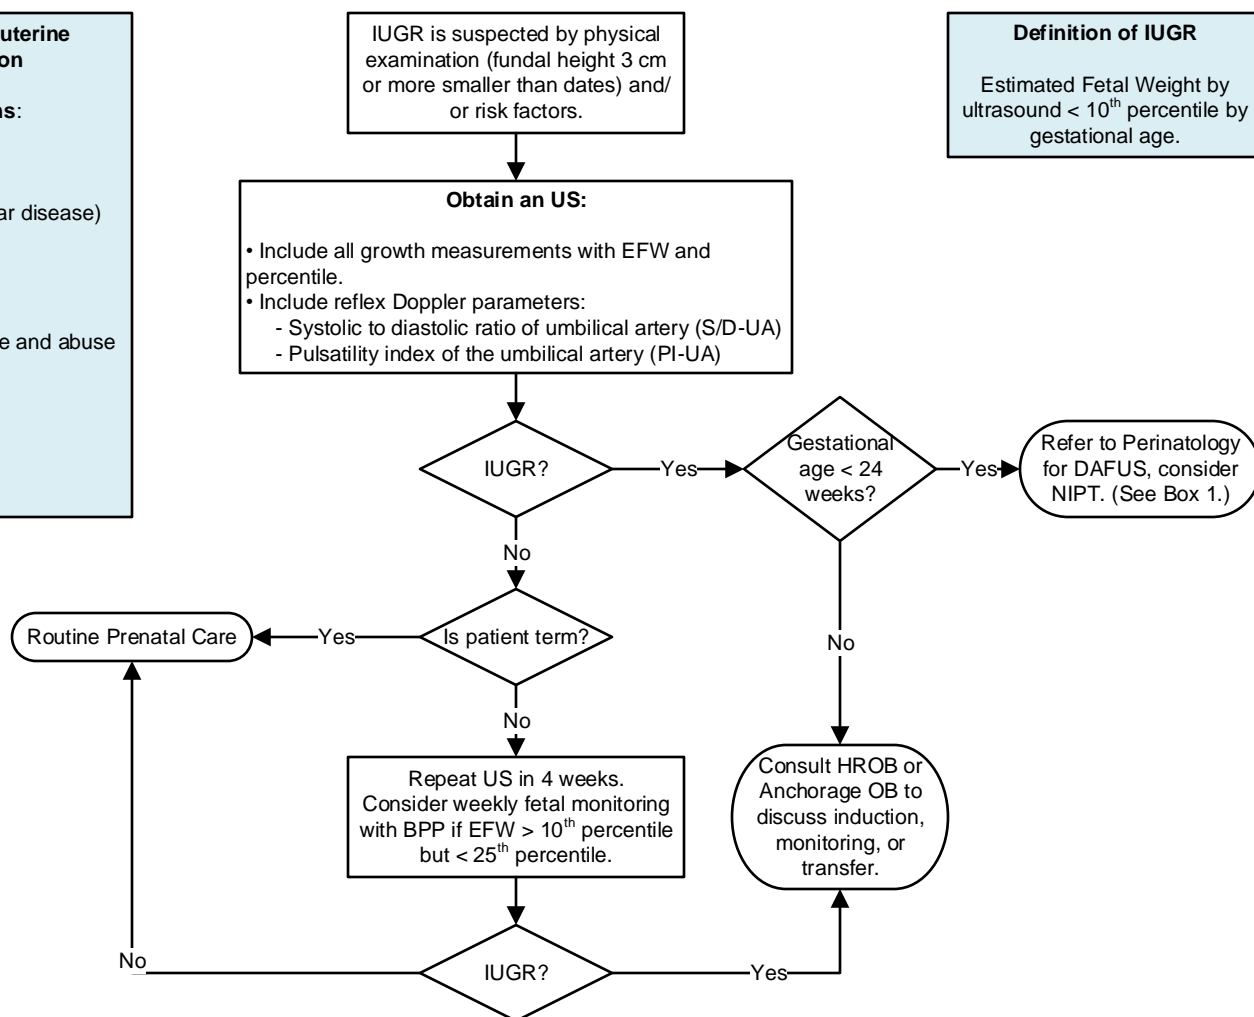 uterine
on
ns:
ar disease)
e and abuse
IUGR is suspected by physical
examination (fundal height 3 cm
or more smaller than dates) and/
or risk factors.
Definition of IUGR
Estimated Fetal Weight by
ultrasound < 10th percentile by
gestational age.
Obtain an US:
• Include all growth measurements with EFW and
percentile.
• Include reflex Doppler parameters:
- Systolic to diastolic ratio of umbilical artery (S/D-UA)
- Pulsatility index of the umbilical artery (PI-UA)
IUGR?
Yes
Gestational
age < 24
weeks?
Yes
Refer to Perinatology
for DAFUS, consider
NIPT. (See Box 1.)
No
Is patient term?
Yes
Routine Prenatal Care
No
No
Repeat US in 4 weeks.
Consider weekly fetal monitoring
with BPP if EFW > 10th percentile
but < 25th percentile.
Consult HROB or
Anchorage OB to
discuss induction,
monitoring, or
transfer.
IUGR?
No
Yes